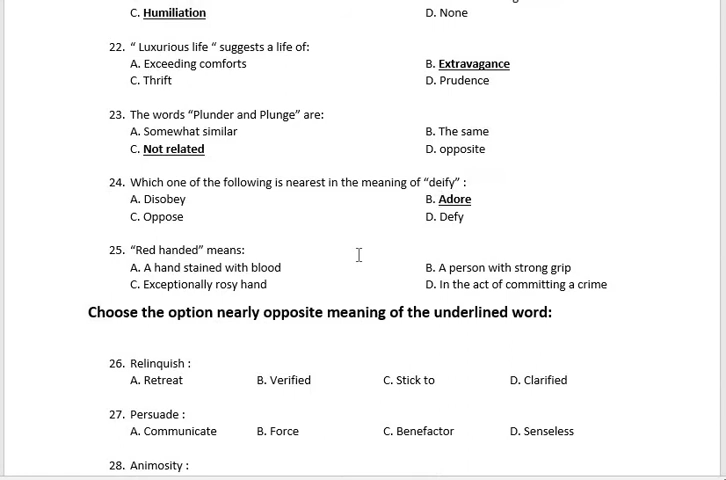 C. Humiliation D. None
22. “ Luxurious life “ suggests a life of:
A. Exceeding comforts B. Extravagance
C. Thrift D. Prudence
23. The words “Plunder and Plunge” are:
A. Somewhat similar B. The same
C. Not related D. opposite
24. Which one of the following is nearest in the meaning of “deify” :
A. Disobey B. Adore
C. Oppose D. Defy
25. “Red handed” means:
A. A hand stained with blood B. A person with strong grip
C. Exceptionally rosy hand D. In the act of committing a crime
Choose the option nearly opposite meaning of the underlined word:
26. Relinquish :
A. Retreat B. Verified C. Stick to D. Clarified
27. Persuade :
A. Communicate B. Force C. Benefactor D. Senseless
28. Animosity :